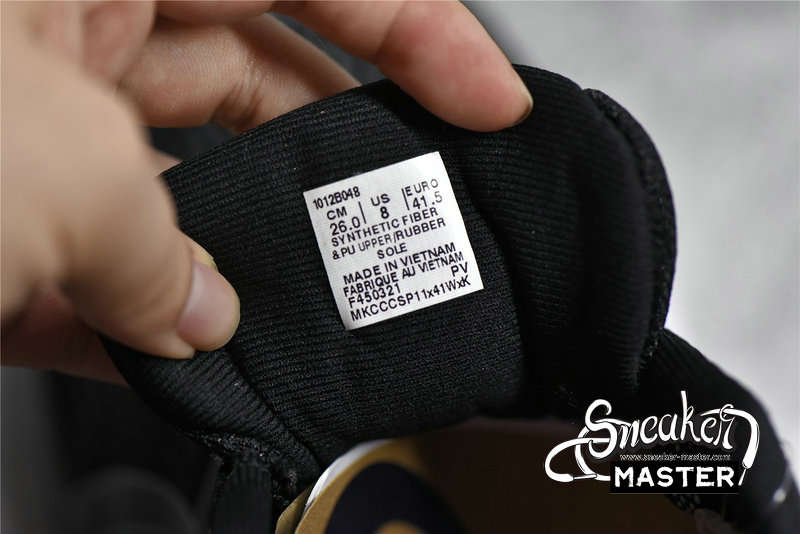 1012B048
CM | US | EURO
26.0 | 8 | 41.5
SYNTHETIC FIBER
& PU UPPER/RUBBER
SOLE
MADE IN VIETNAM
FABRIQUE AU VIETNAM
F450321 PV
MKCCCSP11x41WxK
Sneaker
www.sneaker-master.com
MASTER